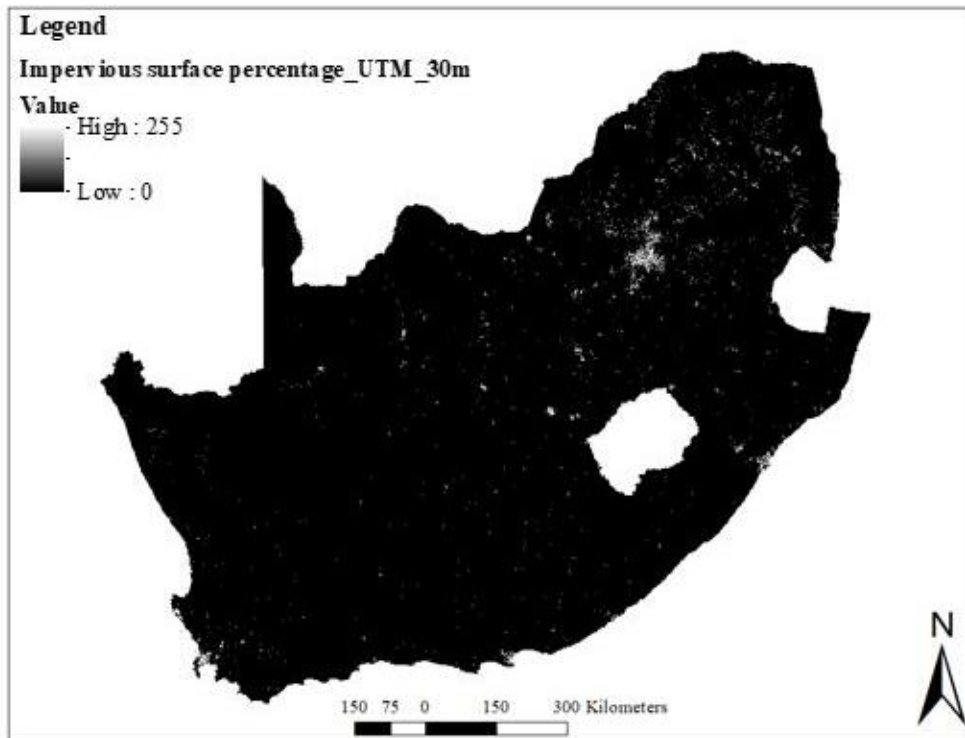 Legend
Impervious surface percentage_UTM_30m
Value
High : 255
Low : 0
N
150 75 0 150 300 Kilometers